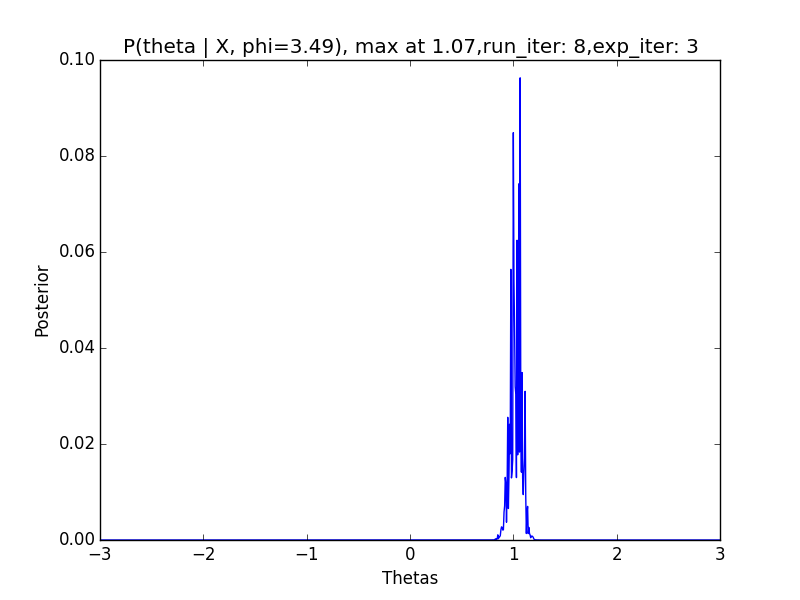 P(theta | X, phi=3.49), max at 1.07,run_iter: 8,exp_iter: 3
0.10
0.08
0.06
0.04
0.02
0.00
Posterior
−3 −2 −1 0 1 2 3
Thetas